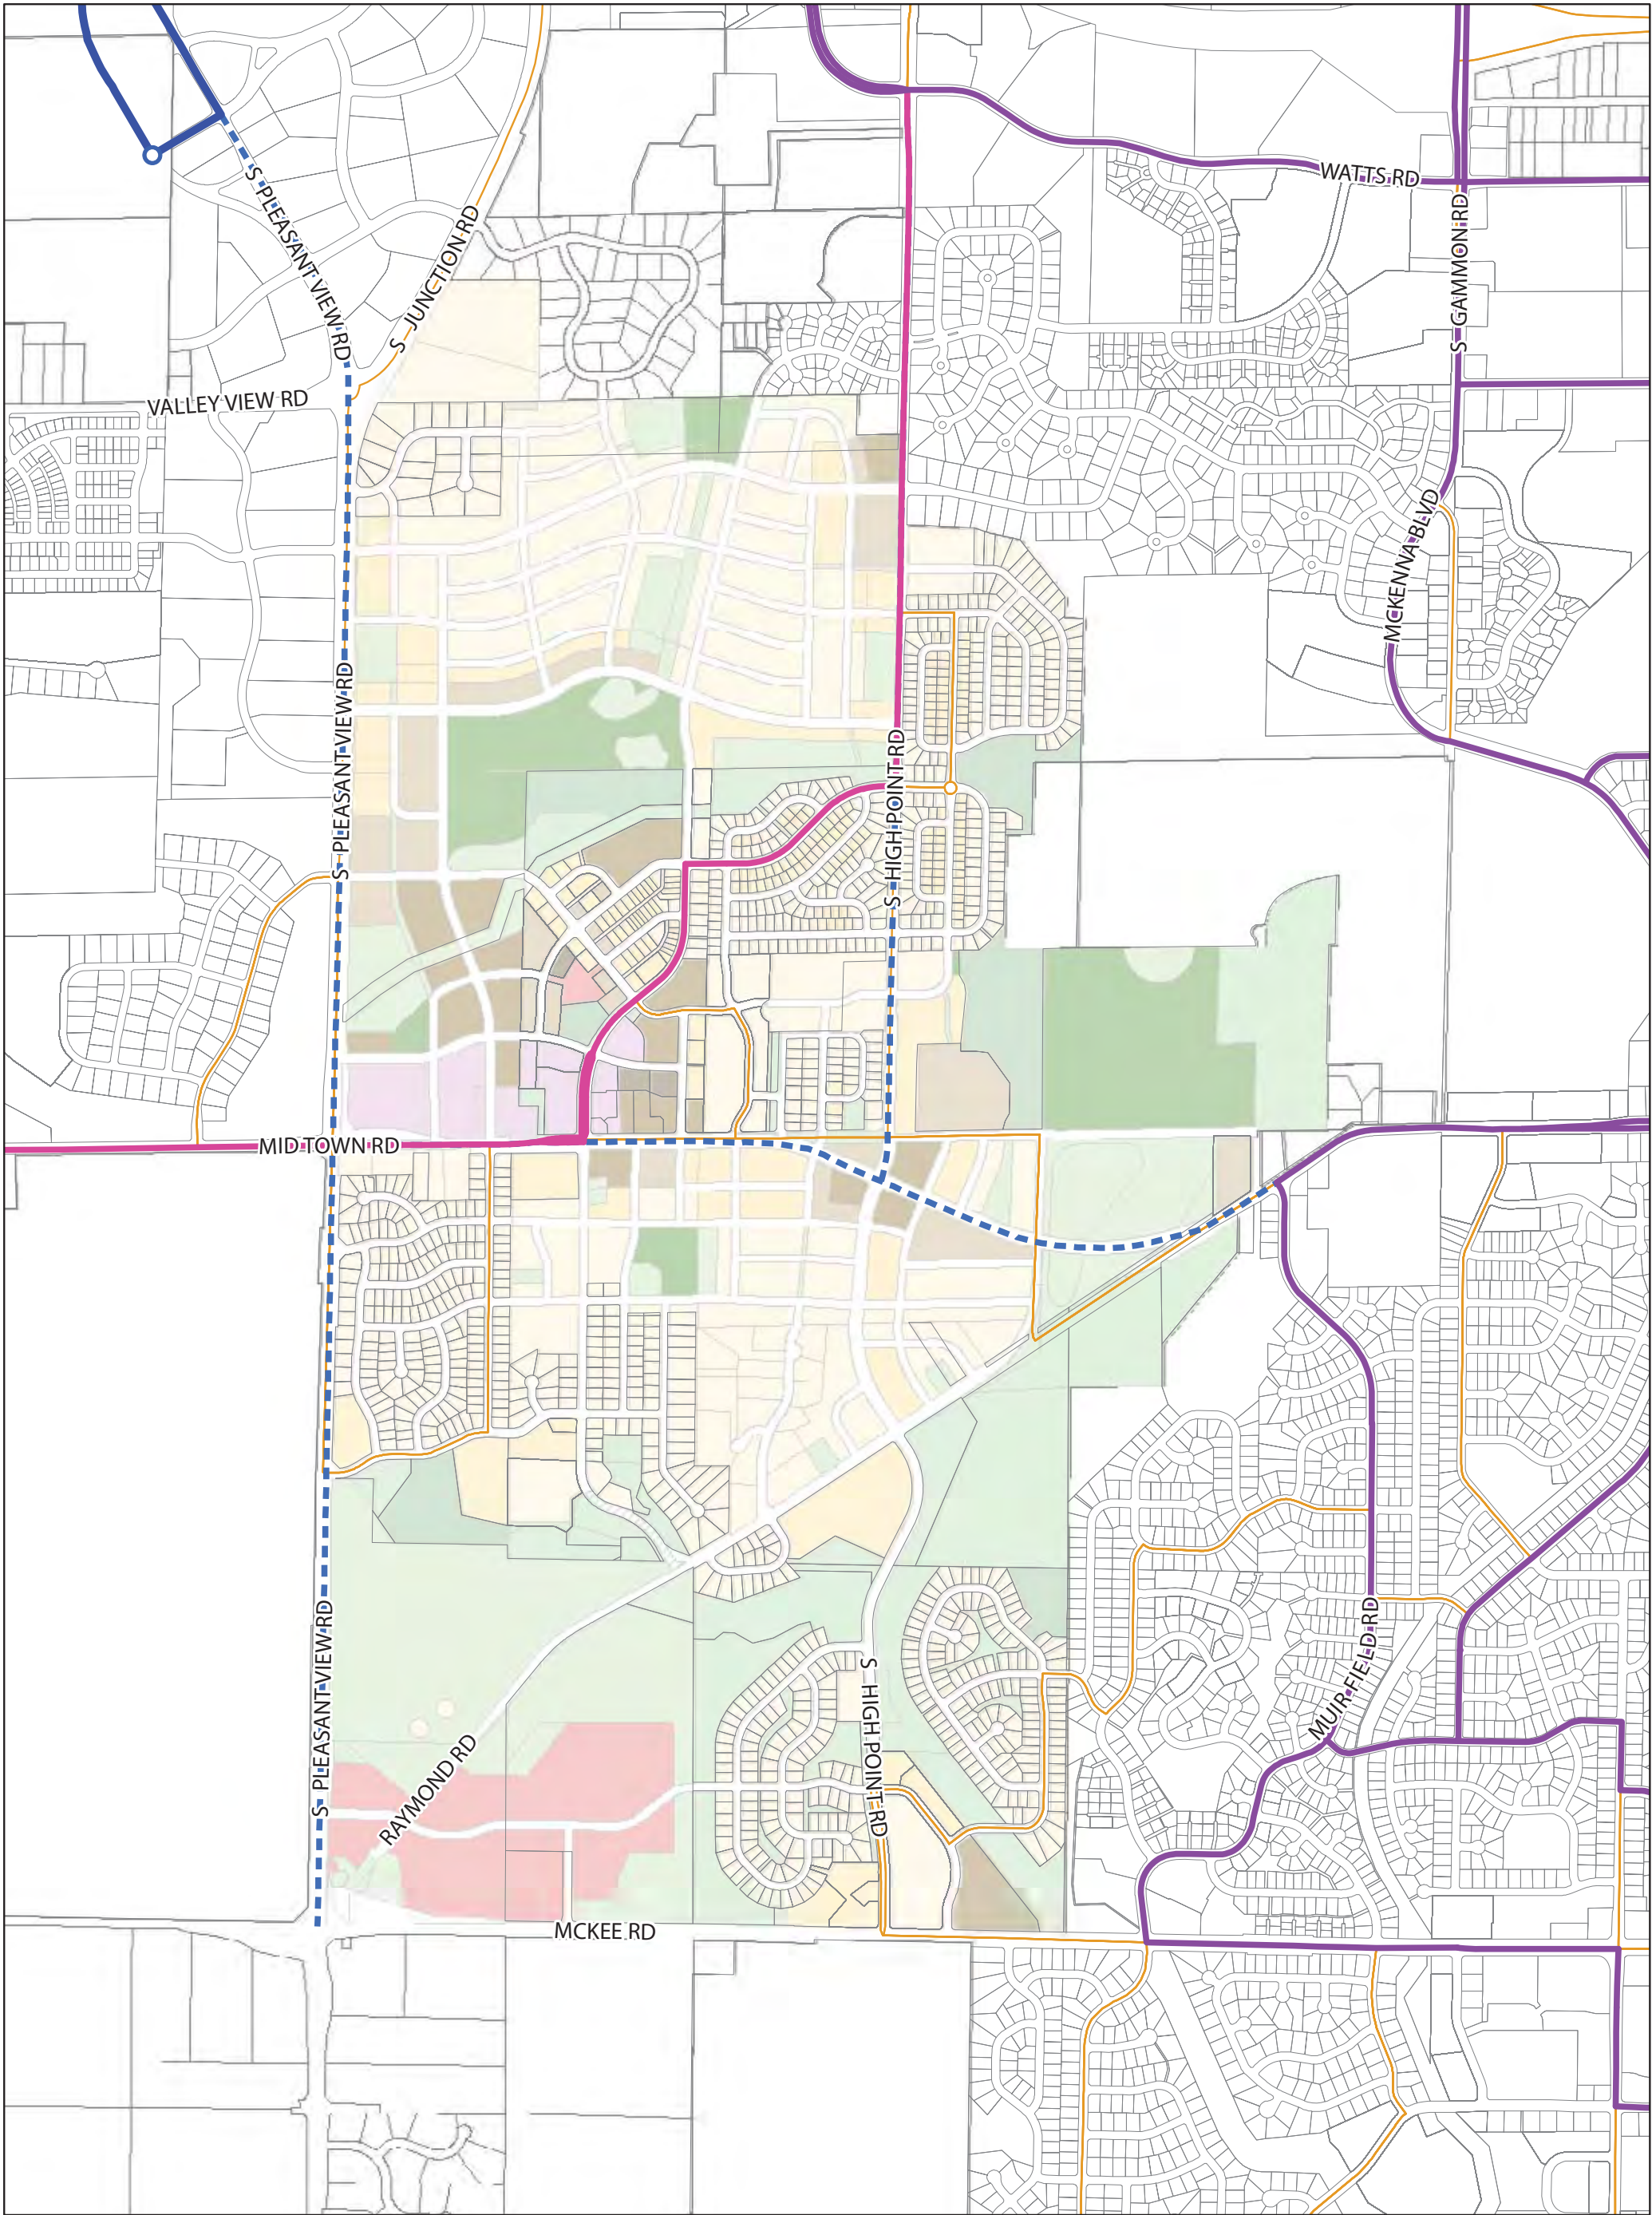 WATTS RD
S PLEASANT VIEW RD
S JUNCTION RD
S GAMMON RD
VALLEY VIEW RD
MCKENNA BLVD
S PLEASANT VIEW RD
S HIGH POINT RD
MID TOWN RD
S PLEASANT VIEW RD
MUIR FIELD RD
S HIGH POINT RD
RAYMOND RD
MCKEE RD